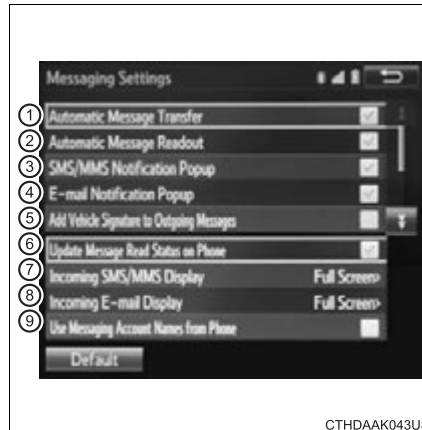 Messaging Settings
1 Automatic Message Transfer
2 Automatic Message Readout
3 SMS/MMS Notification Popup
4 E-mail Notification Popup
5 Add Vehicle Signature to Outgoing Messages
6 Update Message Read Status on Phone
7 Incoming SMS/MMS Display Full Screen>
8 Incoming E-mail Display Full Screen>
9 Use Messaging Account Names from Phone
Default